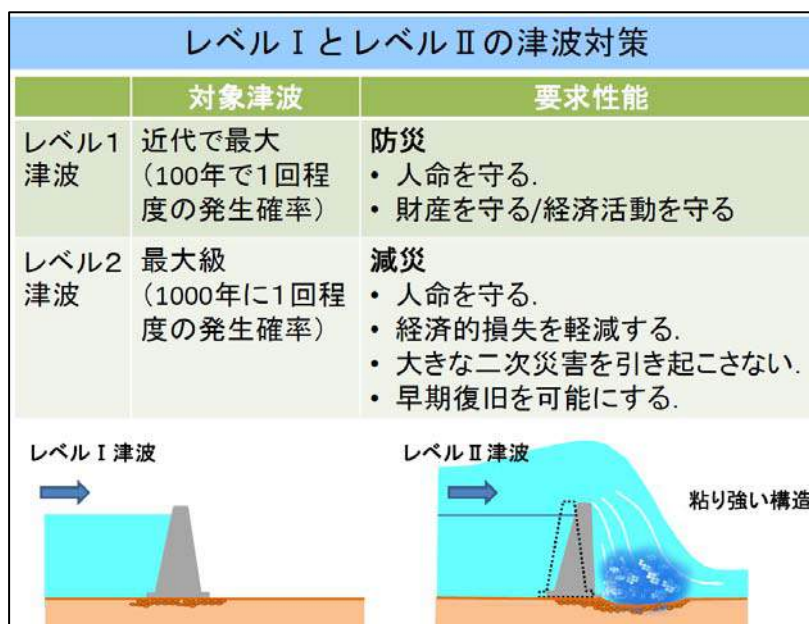 レベルⅠとレベルⅡの津波対策
対象津波
要求性能
レベル1
津波
近代で最大
(100年で1回程
度の発生確率)
防災
• 人命を守る.
• 財産を守る/経済活動を守る
レベル2
津波
最大級
(1000年に1回程
度の発生確率)
減災
• 人命を守る.
• 経済的損失を軽減する.
• 大きな二次災害を引き起こさない.
• 早期復旧を可能にする.
レベルⅠ津波
レベルⅡ津波
粘り強い構造